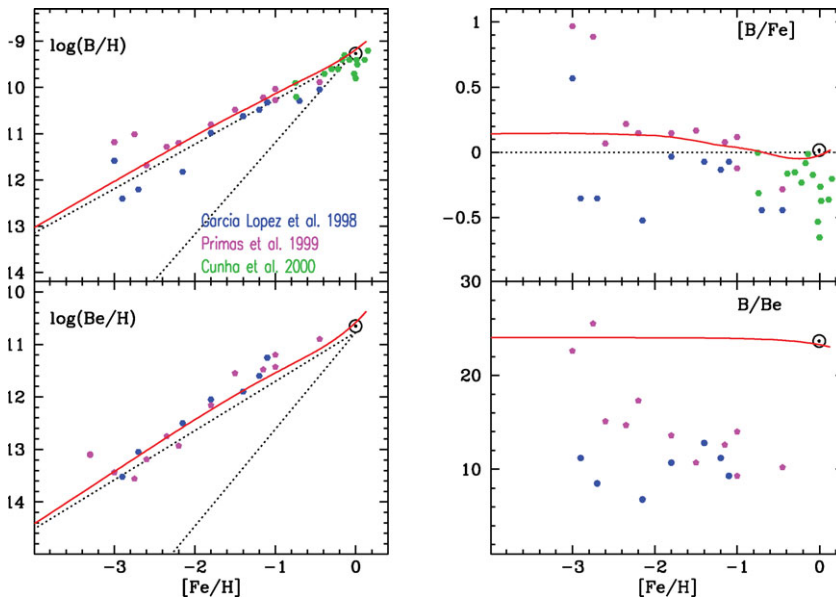 -9
10
11
12
13
14
log(B/H)
García Lopez et al. 1998
Primas et al. 1999
Cunha et al. 2000
10
11
12
13
14
log(Be/H)
-3
-2
-1
0
[Fe/H]
1
0.5
0
-0.5
[B/Fe]
30
20
10
B/Be
-3
-2
-1
0
[Fe/H]